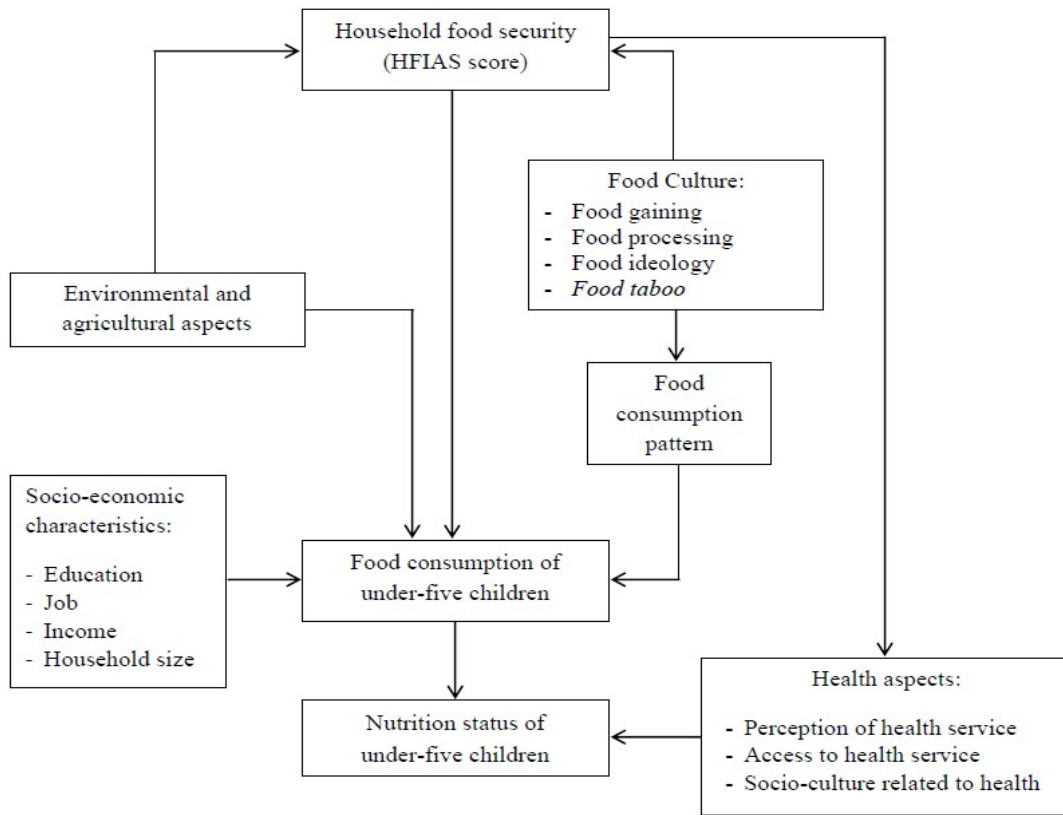 Household food security
(HFIAS score)
Food Culture:
- Food gaining
- Food processing
- Food ideology
- Food taboo
Environmental and
agricultural aspects
Food
consumption
pattern
Socio-economic
characteristics:
- Education
- Job
- Income
- Household size
Food consumption of
under-five children
Nutrition status of
under-five children
Health aspects:
- Perception of health service
- Access to health service
- Socio-culture related to health